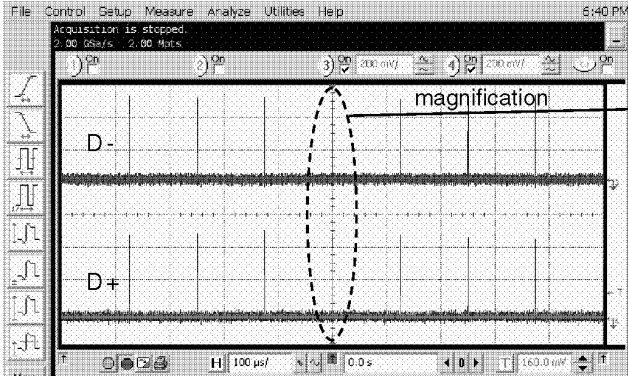 File Control Setup Measure Analyze Utilities Help 6:40 PM
Acquisition is stopped.
2.00 GSa/s 2.00 Mpts
1) On 2) On 3) On 200 mV/ 4) On 200 mV/ On
magnification
D-
D+
H 100 µs/ 0.0 s 0 T 160.0 mV